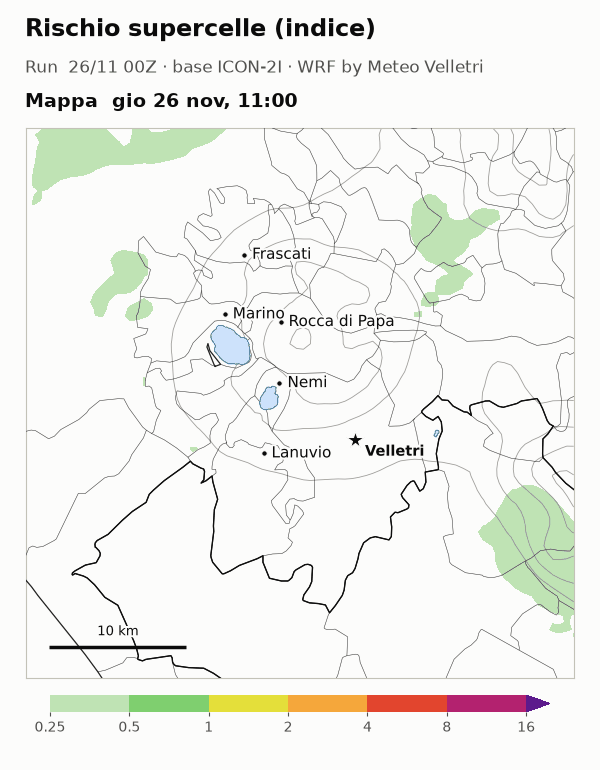 Rischio supercelle (indice)
Run  26/11 00Z · base ICON-2I · WRF by Meteo Velletri
Mappa  gio 26 nov, 11:00
Frascati
Marino
Rocca di Papa
Nemi
Velletri
Lanuvio
10 km
0.25 0.5 1 2 4 8 16